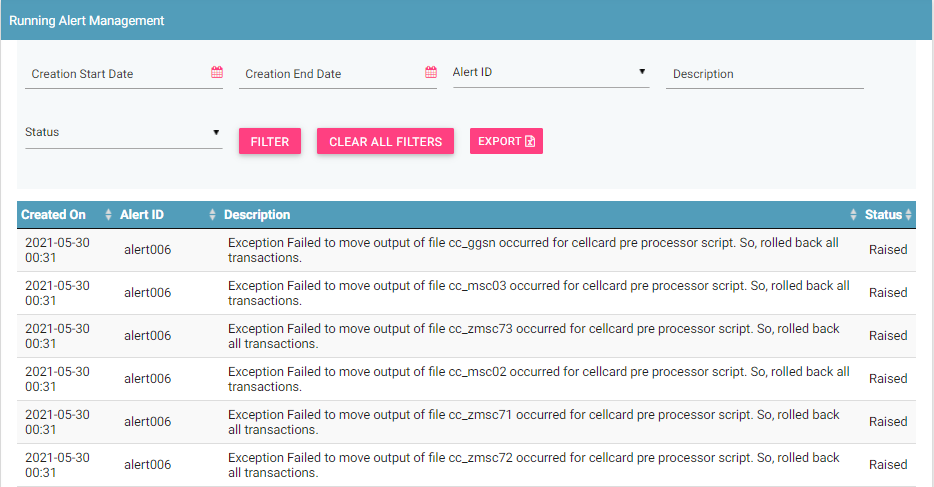 Running Alert Management
Creation Start Date
Creation End Date
Alert ID
Description
Status
FILTER
CLEAR ALL FILTERS
EXPORT
Created On
Alert ID
Description
Status
2021-05-30
00:31
alert006
Exception Failed to move output of file cc_ggsn occurred for cellcard pre processor script. So, rolled back all
transactions.
Raised
2021-05-30
00:31
alert006
Exception Failed to move output of file cc_msc03 occurred for cellcard pre processor script. So, rolled back all
transactions.
Raised
2021-05-30
00:31
alert006
Exception Failed to move output of file cc_zmsc73 occurred for cellcard pre processor script. So, rolled back
all transactions.
Raised
2021-05-30
00:31
alert006
Exception Failed to move output of file cc_msc02 occurred for cellcard pre processor script. So, rolled back all
transactions.
Raised
2021-05-30
00:31
alert006
Exception Failed to move output of file cc_zmsc71 occurred for cellcard pre processor script. So, rolled back
all transactions.
Raised
2021-05-30
00:31
alert006
Exception Failed to move output of file cc_zmsc72 occurred for cellcard pre processor script. So, rolled back
all transactions.
Raised